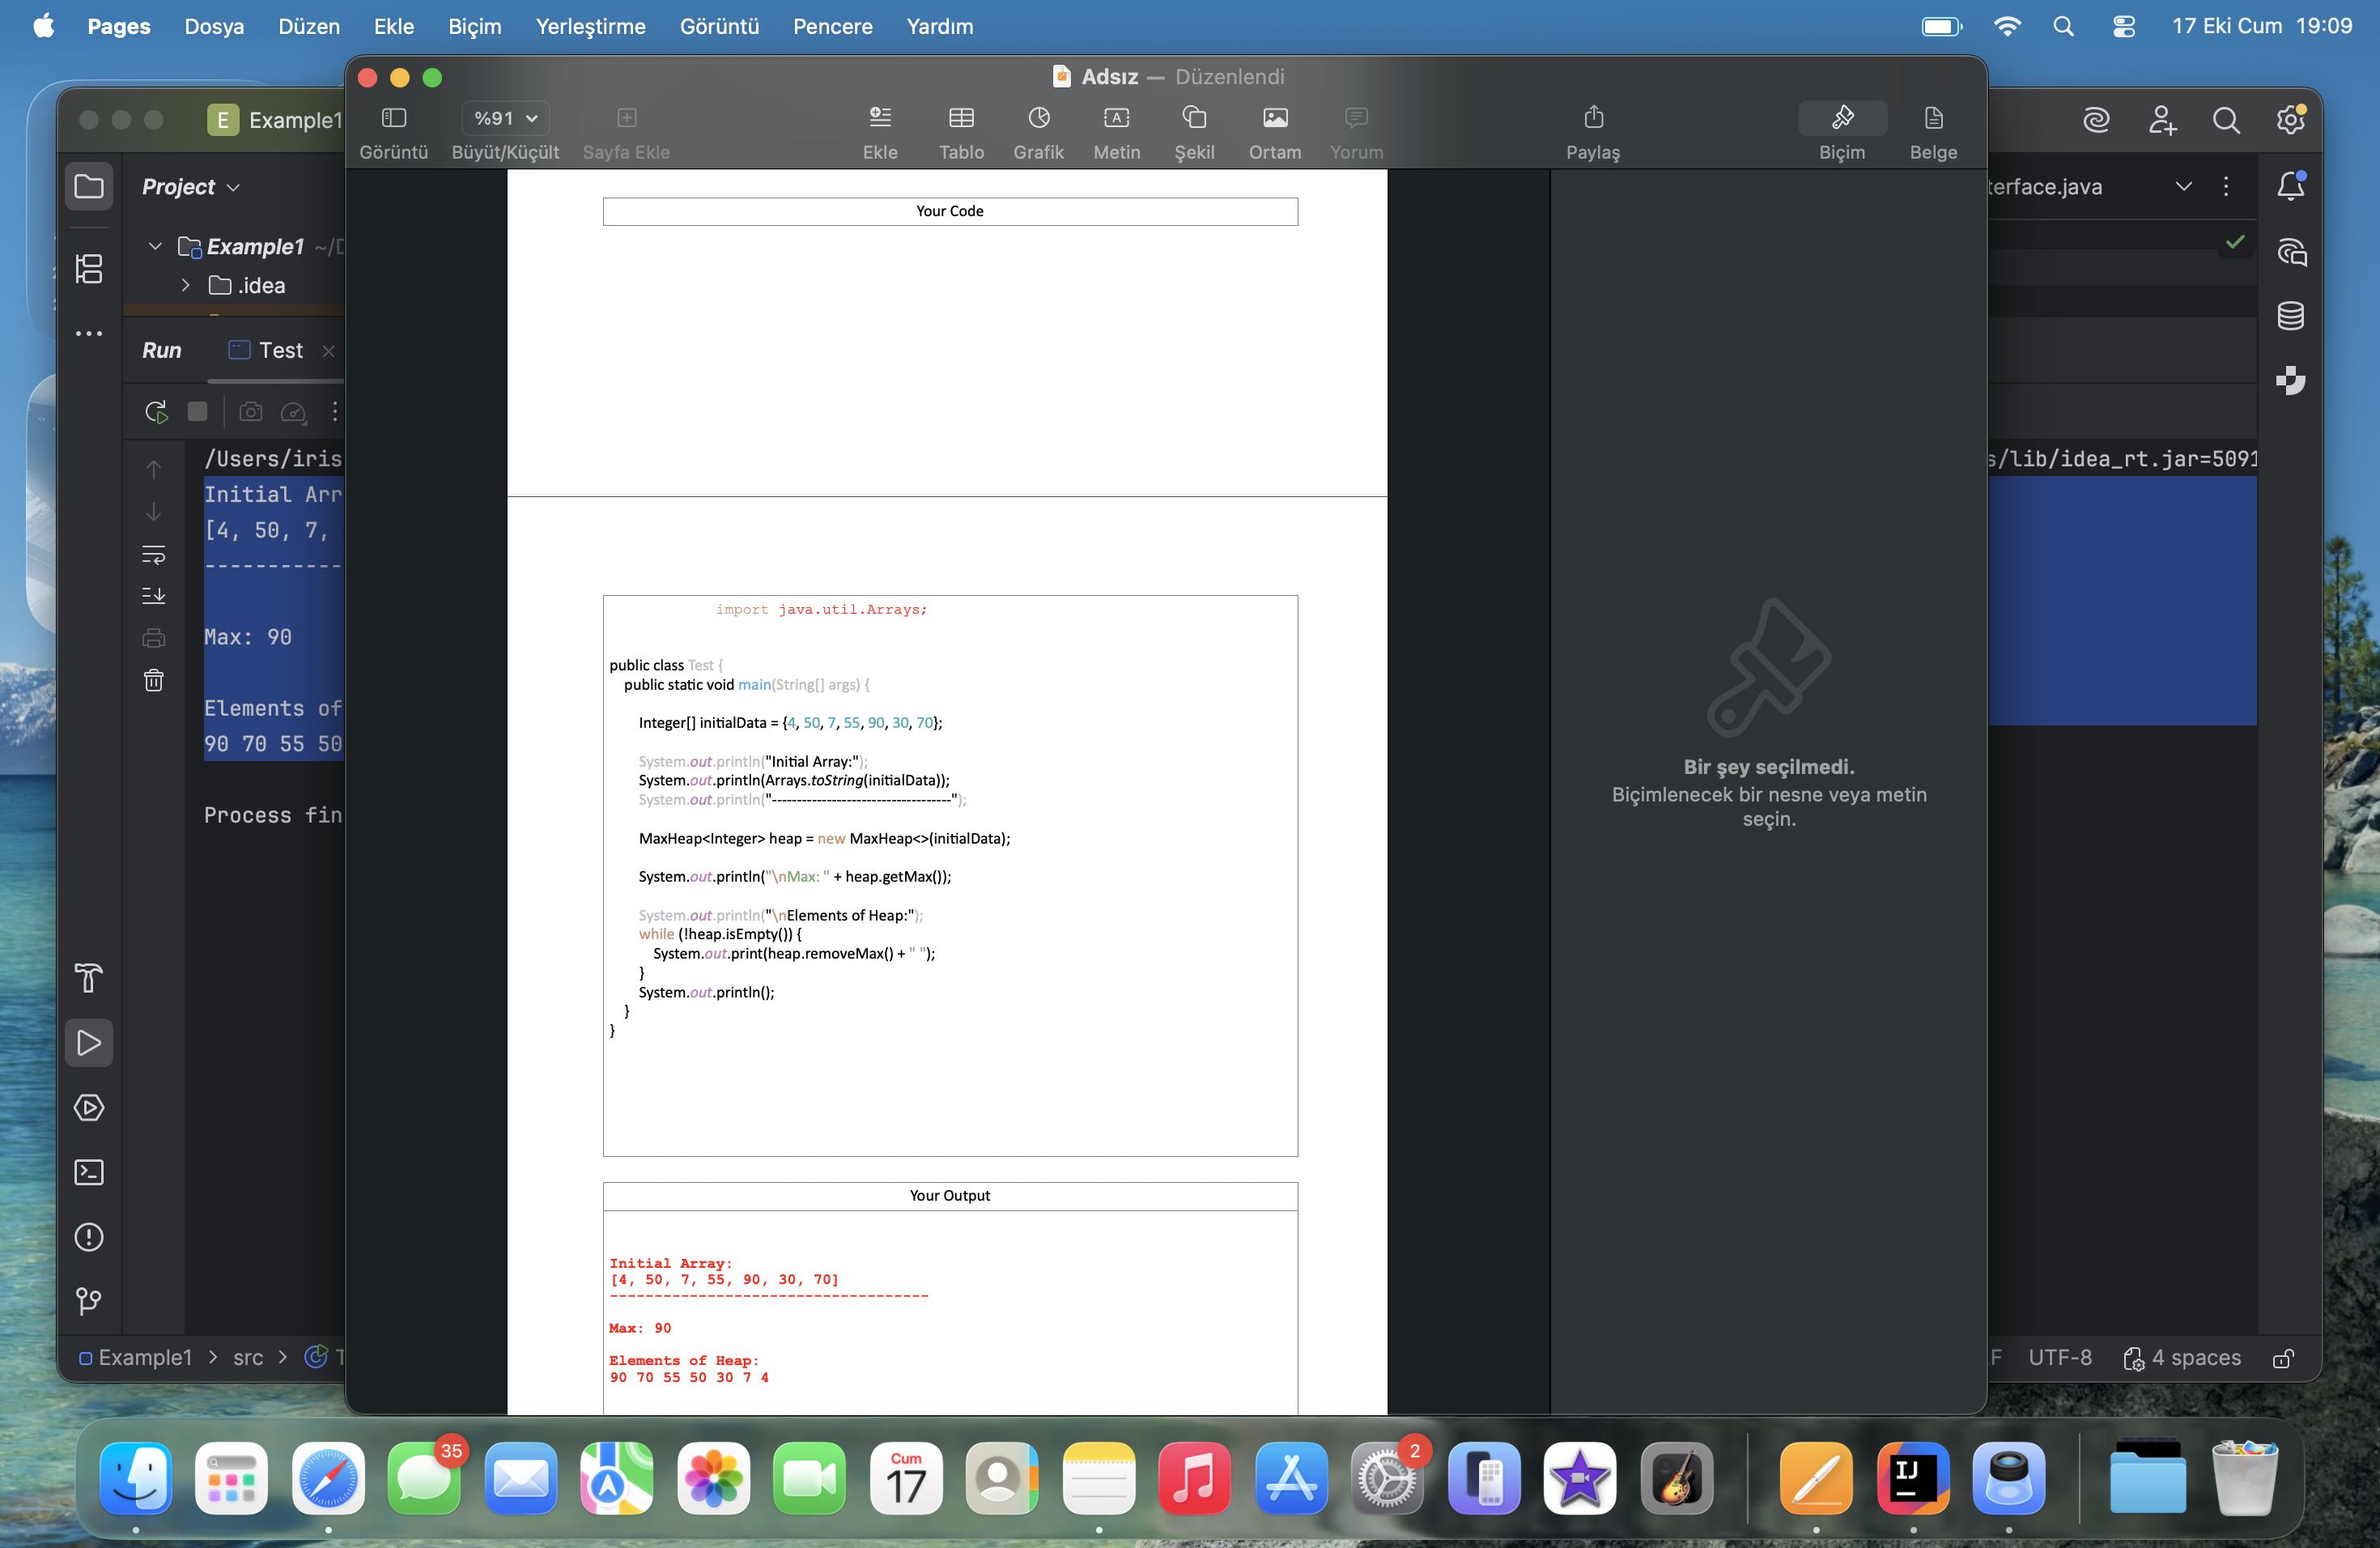 Pages Dosya Düzen Ekle Biçim Yerleştirme Görüntü Pencere Yardım 17 Eki Cum 19:09
Adsız — Düzenlendi
%91
Görüntü Büyüt/Küçült Sayfa Ekle Ekle Tablo Grafik Metin Şekil Ortam Yorum Paylaş Biçim Belge
E Example1
Project
terface.java
Example1 ~/D
.idea
Run Test
/Users/iris
s/lib/idea_rt.jar=5091
Initial Arr
[4, 50, 7,
-----------
Max: 90
Elements of
90 70 55 50
Process fin
Your Code
import java.util.Arrays;
public class Test {
public static void main(String[] args) {
Integer[] initialData = {4, 50, 7, 55, 90, 30, 70};
System.out.println("Initial Array:");
System.out.println(Arrays.toString(initialData));
System.out.println("------------------------------------");
MaxHeap<Integer> heap = new MaxHeap<>(initialData);
System.out.println("\nMax: " + heap.getMax());
System.out.println("\nElements of Heap:");
while (!heap.isEmpty()) {
System.out.print(heap.removeMax() + " ");
}
System.out.println();
}
}
Your Output
Initial Array:
[4, 50, 7, 55, 90, 30, 70]
------------------------------------
Max: 90
Elements of Heap:
90 70 55 50 30 7 4
Bir şey seçilmedi.
Biçimlenecek bir nesne veya metin
seçin.
Example1 > src > T
F UTF-8 4 spaces
35
Cum
17
2
IJ